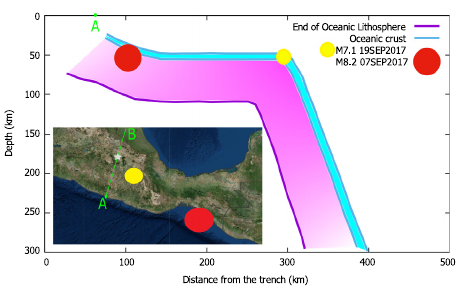 A
End of Oceanic Lithosphere
Oceanic crust
M7.1 19SEP2017
M8.2 07SEP2017
0
50
100
150
200
250
300
Depth (km)
B
A
0 100 200 300 400 500
Distance from the trench (km)